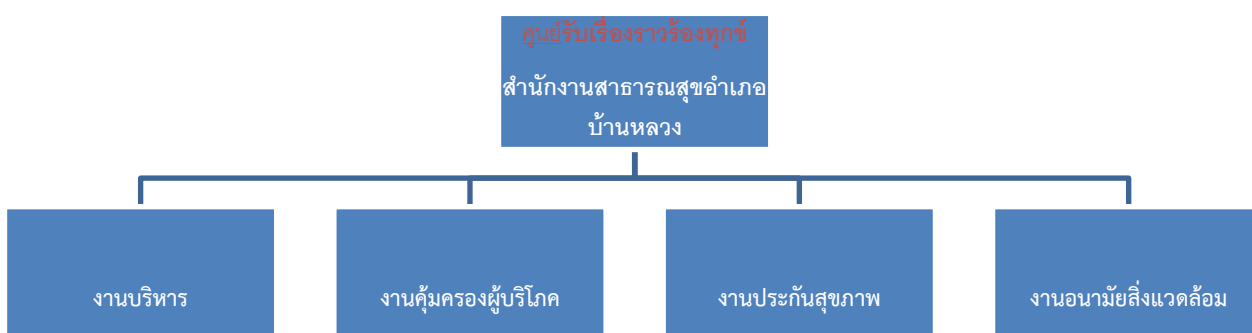 ศูนย์รับเรื่องราวร้องทุกข์
สำนักงานสาธารณสุขอำเภอ
บ้านหลวง
งานบริหาร
งานคุ้มครองผู้บริโภค
งานประกันสุขภาพ
งานอนามัยสิ่งแวดล้อม